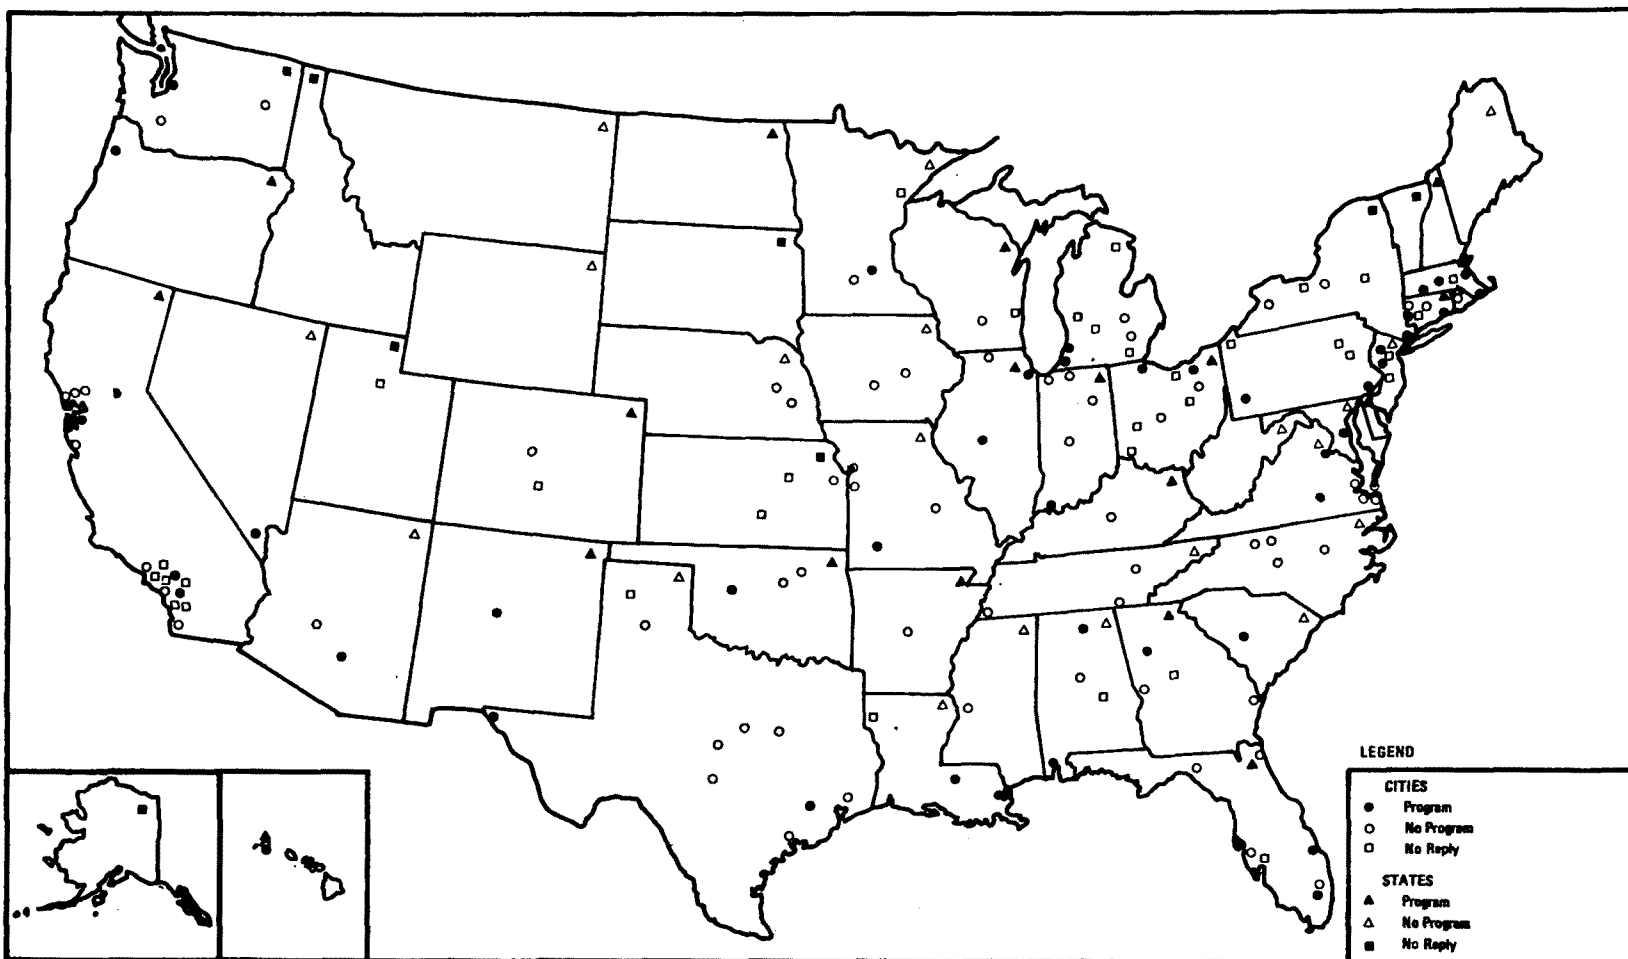 LEGEND
CITIES
Program
No Program
No Reply
STATES
Program
No Program
No Reply